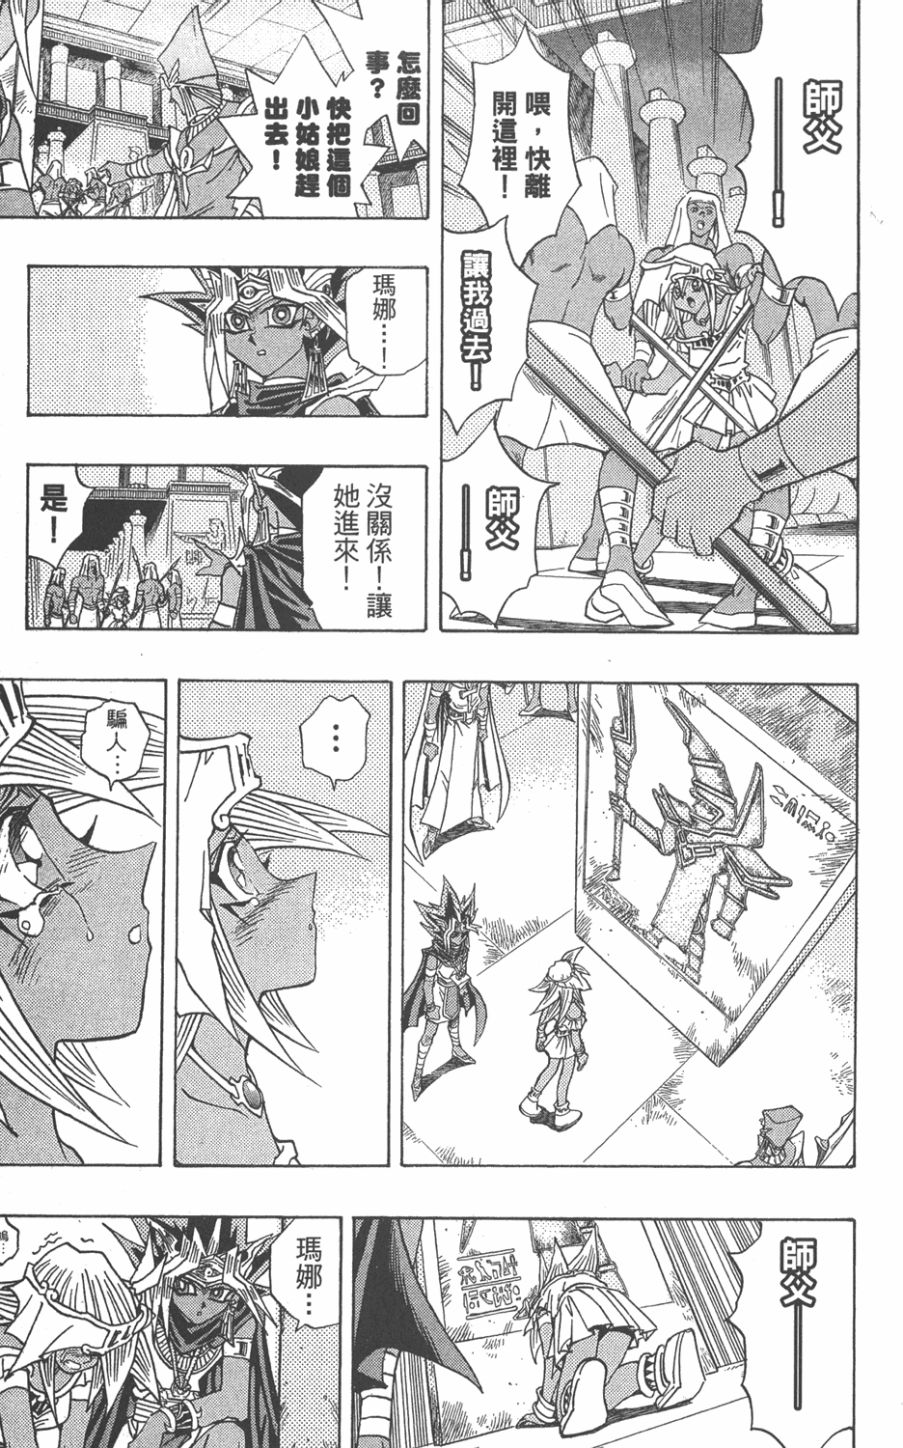 師父——！
喂，快離
開這裡！
讓我過去！
師父——
怎麼回
事？
快把這個
小姑娘趕
出去！
瑪娜…！
沒關係！讓
她進來！
是！
…
騙人…
師父——
瑪娜…